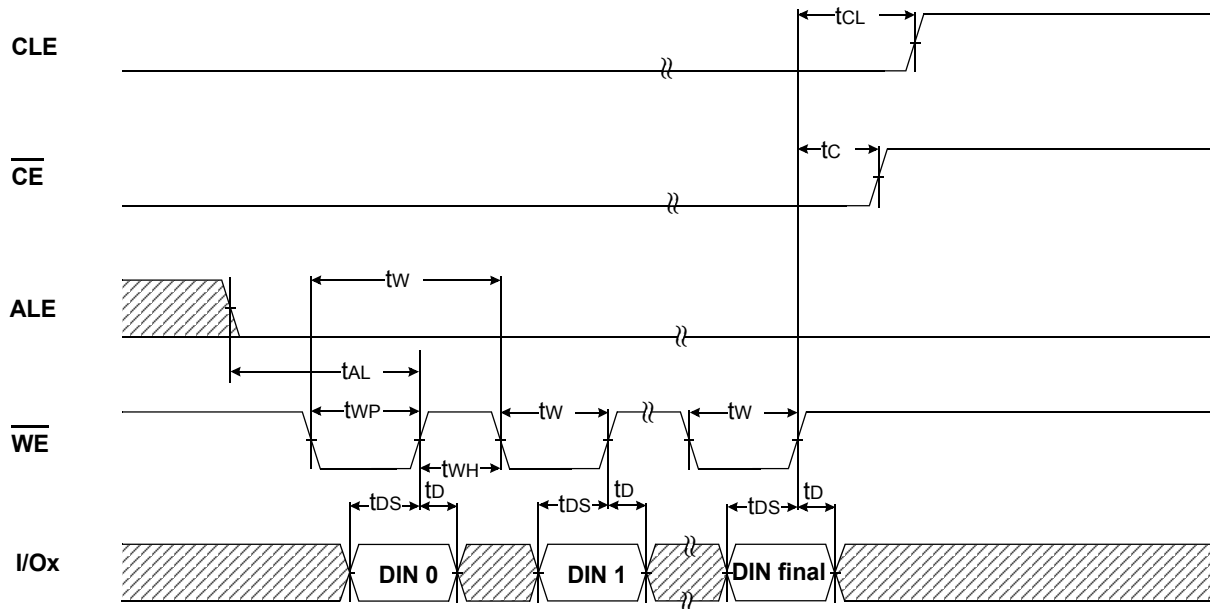 tCL
CLE
tC
CE
tW
ALE
tAL
tWP
tW
tW
WE
tWH
tDS
tD
tDS
tD
tDS
tD
I/Ox
DIN 0
DIN 1
DIN final